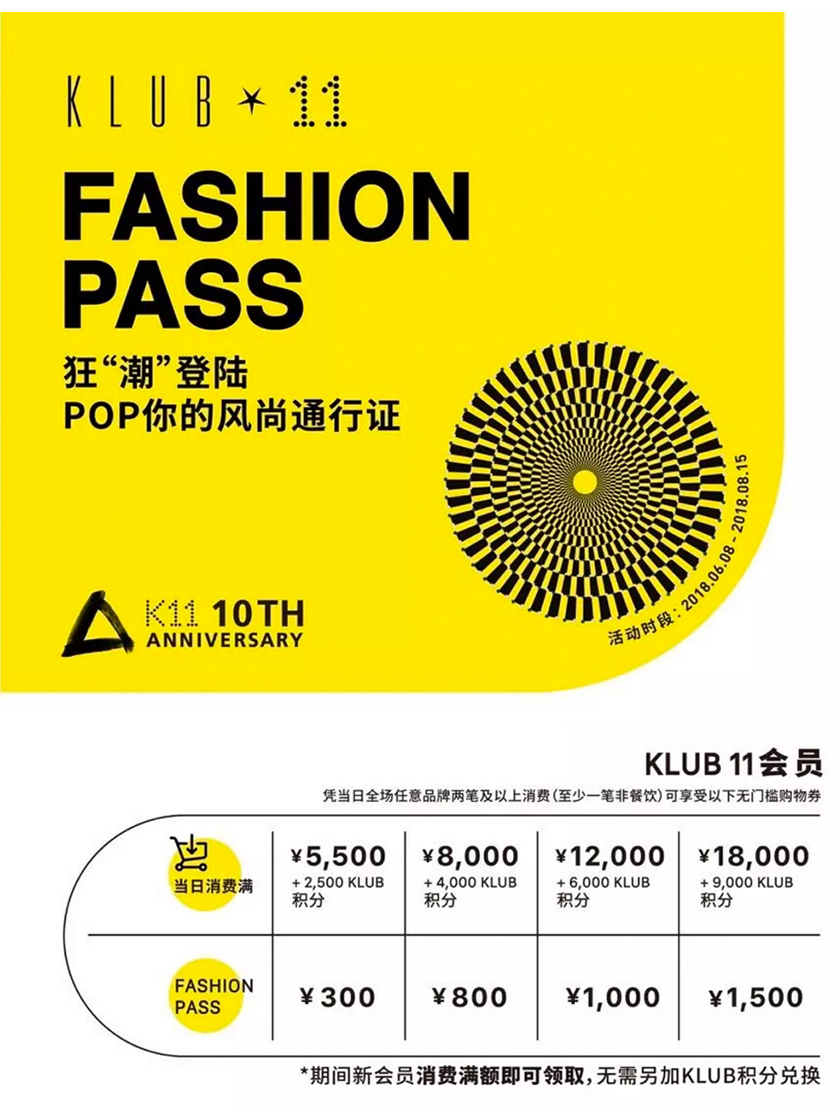 KLUB★11
FASHION
PASS
狂“潮”登陆
POP你的风尚通行证
活动时段：2018.06.08 - 2018.08.15
K11 10TH
ANNIVERSARY
KLUB 11会员
凭当日全场任意品牌两笔及以上消费(至少一笔非餐饮)可享受以下无门槛购物券
当日消费满
¥5,500
+ 2,500 KLUB
积分
¥8,000
+ 4,000 KLUB
积分
¥12,000
+ 6,000 KLUB
积分
¥18,000
+ 9,000 KLUB
积分
FASHION
PASS
¥300
¥800
¥1,000
¥1,500
*期间新会员消费满额即可领取，无需另加KLUB积分兑换